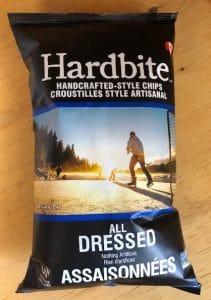 Hardbite
HANDCRAFTED-STYLE CHIPS
CROUSTILLES STYLE ARTISANAL
ALL
DRESSED
Nothing Artificial
Rien d'artificiel
ASSAISONNÉES